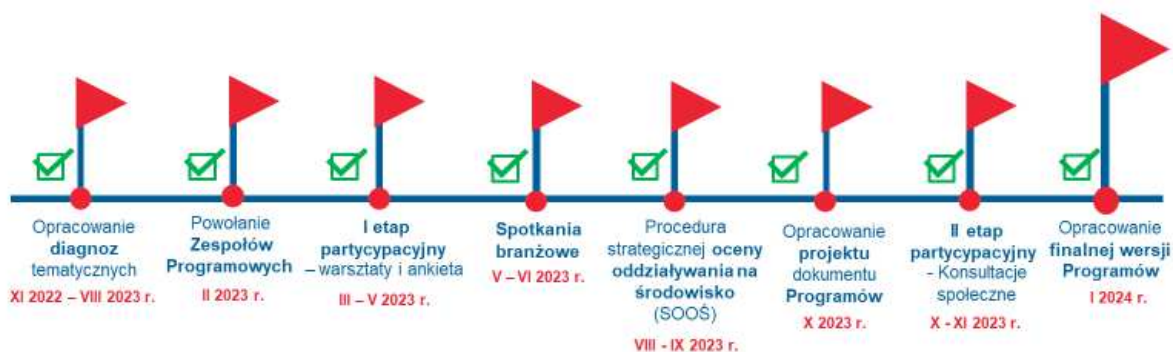 Opracowanie
diagnoz
tematycznych
XI 2022 – VIII 2023 r.
Powołanie
Zespołów
Programowych
II 2023 r.
I etap
partycypacyjny
– warsztaty i ankieta
III – V 2023 r.
Spotkania
branżowe
V – VI 2023 r.
Procedura
strategicznej oceny
oddziaływania na
środowisko
(SOOŚ)
VIII - IX 2023 r.
Opracowanie
projektu
dokumentu
Programów
X 2023 r.
II etap
partycypacyjny
- Konsultacje
społeczne
X - XI 2023 r.
Opracowanie
finalnej wersji
Programów
I 2024 r.